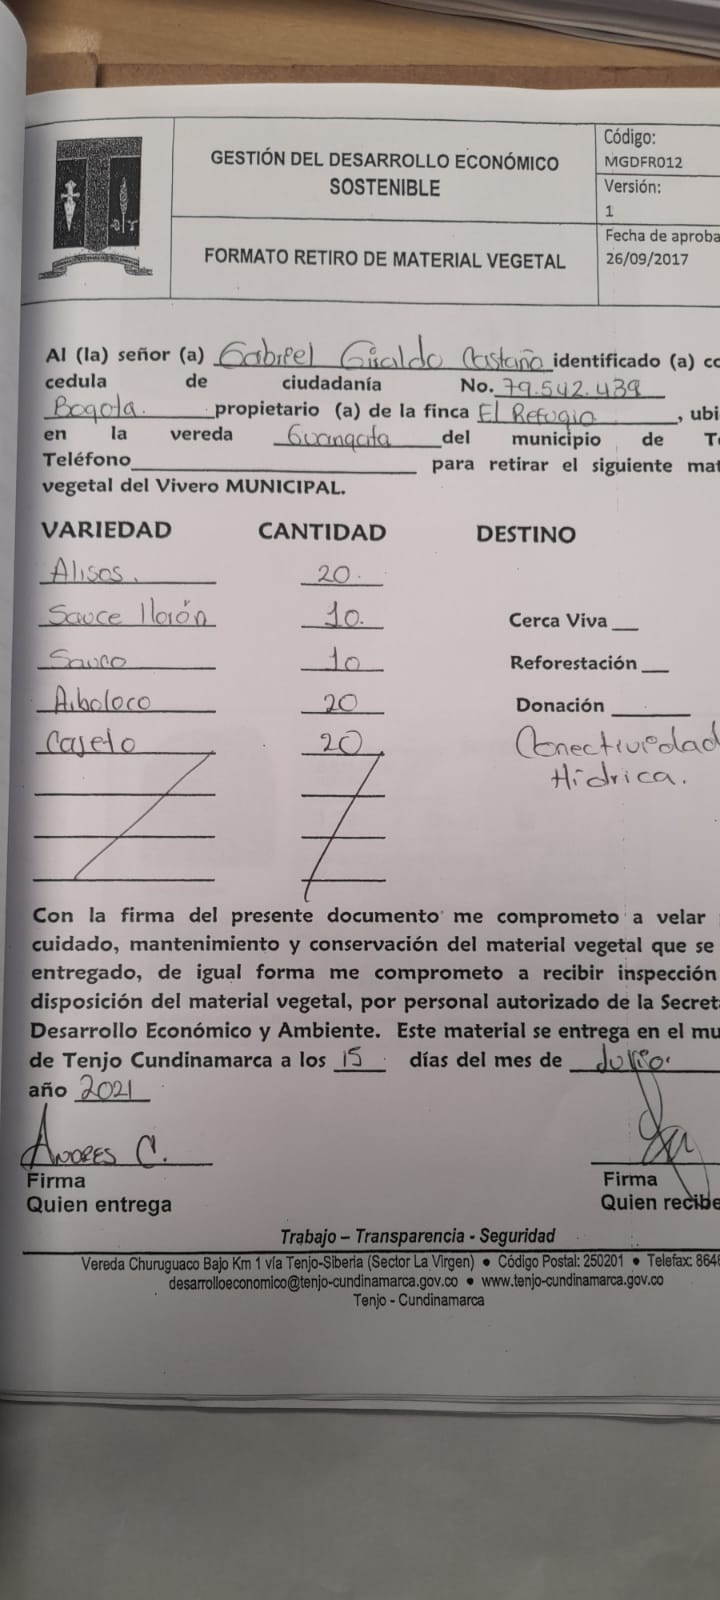 GESTIÓN DEL DESARROLLO ECONÓMICO
SOSTENIBLE
Código:
MGDFR012
Versión:
1
FORMATO RETIRO DE MATERIAL VEGETAL
Fecha de aproba
26/09/2017
Al (la) señor (a) Gabriel Giraldo Castaño identificado (a) co
cedula de ciudadanía No. 79.542.439
Bogota. propietario (a) de la finca El Refugio, ubi
en la vereda Guangata del municipio de T
Teléfono para retirar el siguiente mat
vegetal del Vivero MUNICIPAL.
VARIEDAD CANTIDAD DESTINO
Alisos. 20.
Sauce llorón 10. Cerca Viva
Sauco 10 Reforestación
Arboloco 20 Donación
Cajeto 20 Conectividad
Hídrica.
Con la firma del presente documento me comprometo a velar
cuidado, mantenimiento y conservación del material vegetal que se
entregado, de igual forma me comprometo a recibir inspección
disposición del material vegetal, por personal autorizado de la Secret
Desarrollo Económico y Ambiente. Este material se entrega en el mu
de Tenjo Cundinamarca a los 15 días del mes de Julio.
año 2021
ANDRES C.
Firma Firma
Quien entrega Quien recibe
Trabajo – Transparencia - Seguridad
Vereda Churuguaco Bajo Km 1 vía Tenjo-Siberia (Sector La Virgen) • Código Postal: 250201 • Telefax: 864
desarrolloeconomico@tenjo-cundinamarca.gov.co • www.tenjo-cundinamarca.gov.co
Tenjo - Cundinamarca